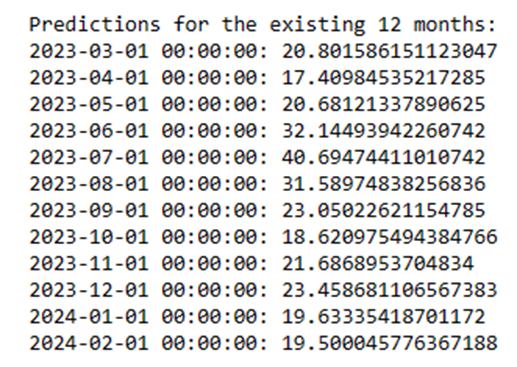 Predictions for the existing 12 months:
2023-03-01 00:00:00: 20.801586151123047
2023-04-01 00:00:00: 17.40984535217285
2023-05-01 00:00:00: 20.68121337890625
2023-06-01 00:00:00: 32.14493942260742
2023-07-01 00:00:00: 40.69474411010742
2023-08-01 00:00:00: 31.58974838256836
2023-09-01 00:00:00: 23.05022621154785
2023-10-01 00:00:00: 18.620975494384766
2023-11-01 00:00:00: 21.6868953704834
2023-12-01 00:00:00: 23.458681106567383
2024-01-01 00:00:00: 19.63335418701172
2024-02-01 00:00:00: 19.500045776367188